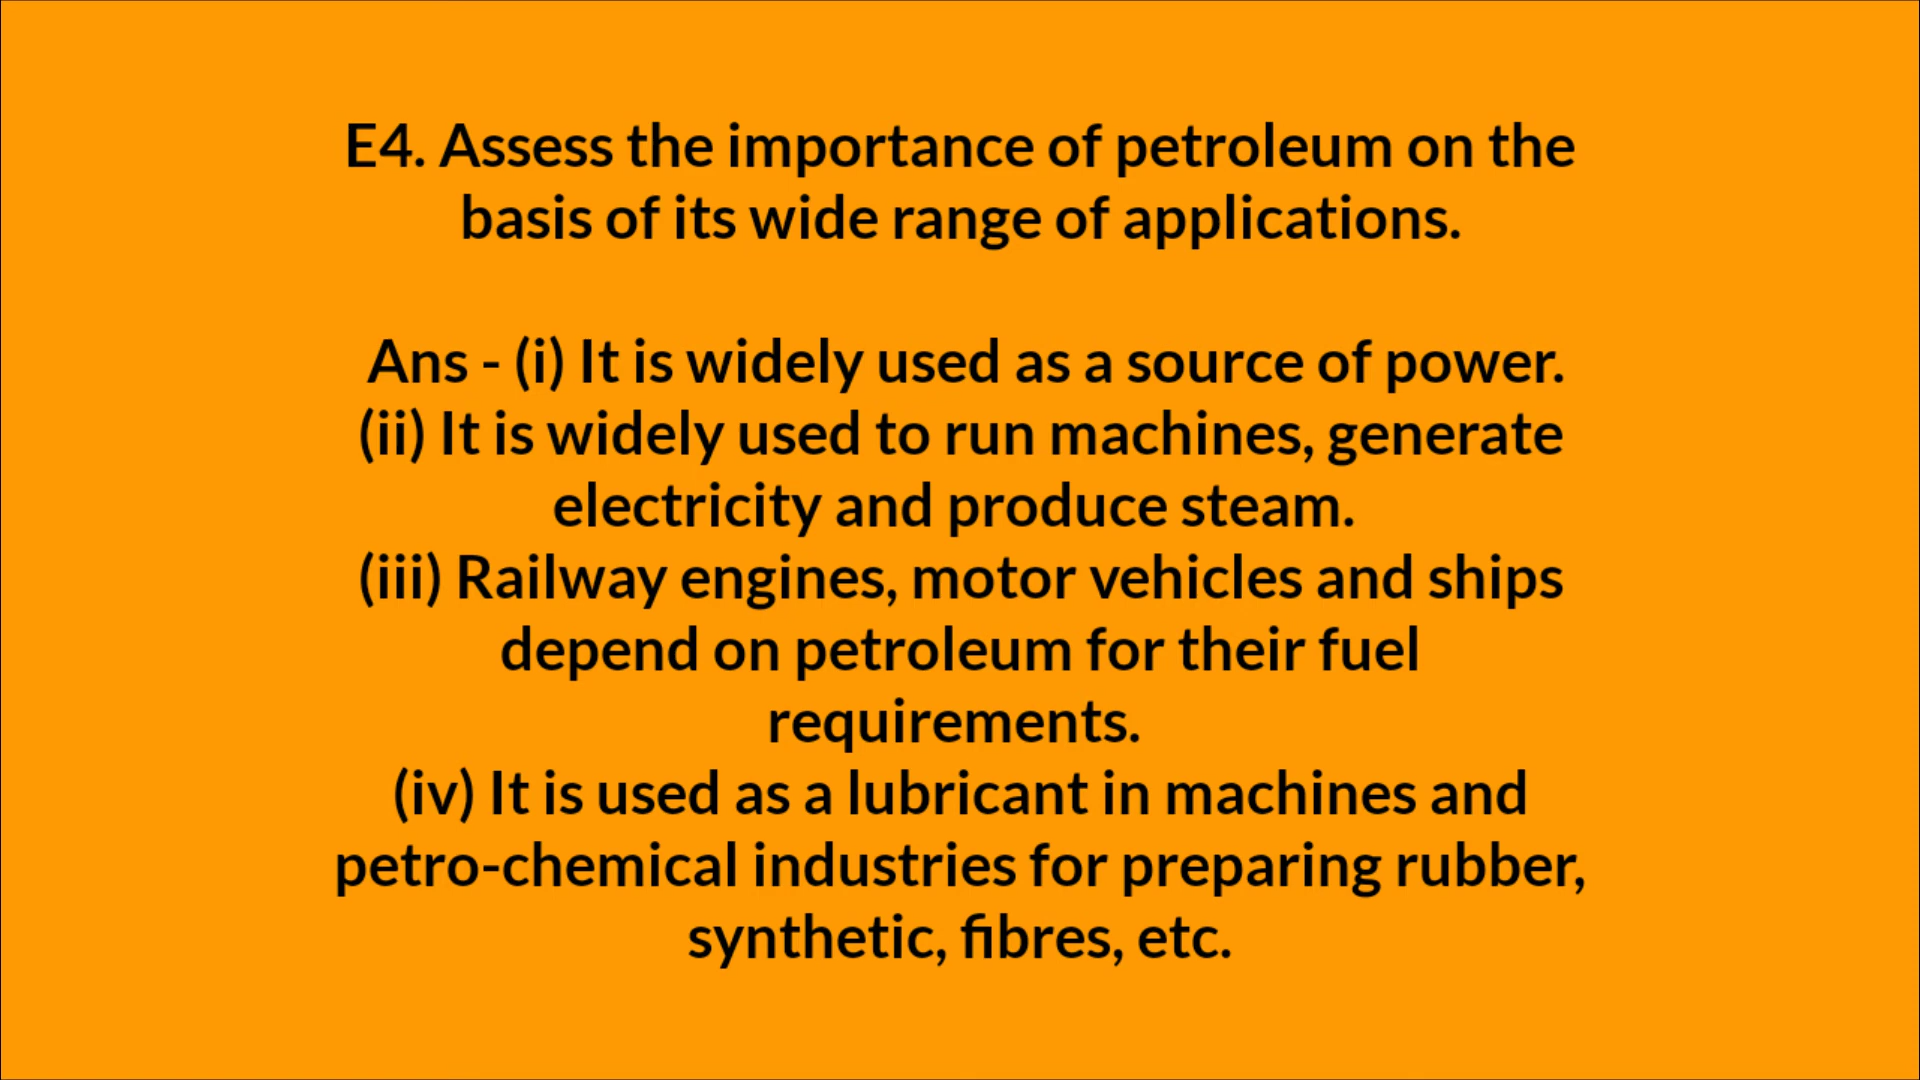 E4. Assess the importance of petroleum on the
basis of its wide range of applications.
Ans - (i) It is widely used as a source of power.
(ii) It is widely used to run machines, generate
electricity and produce steam.
(iii) Railway engines, motor vehicles and ships
depend on petroleum for their fuel
requirements.
(iv) It is used as a lubricant in machines and
petro-chemical industries for preparing rubber,
synthetic, fibres, etc.